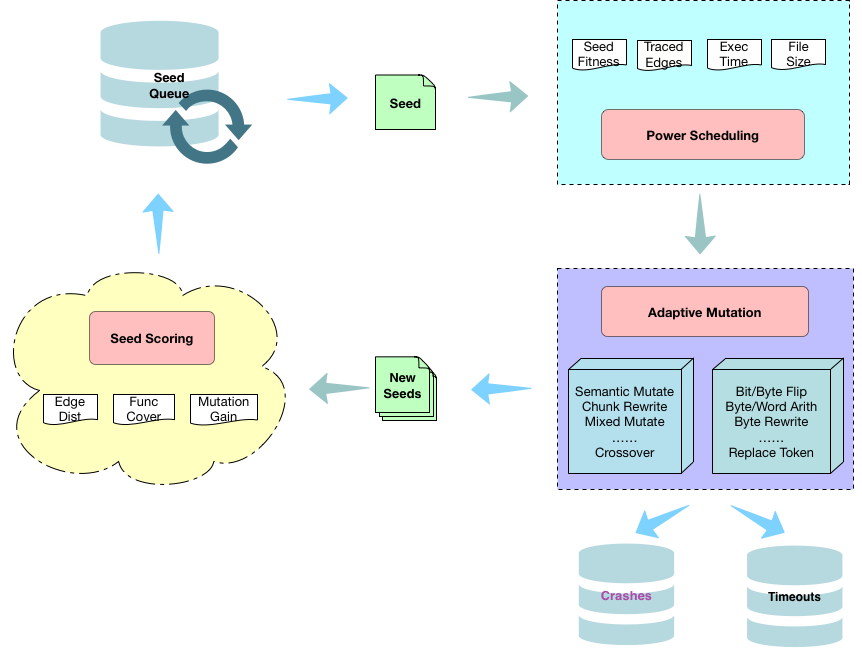 Seed
Queue
Seed
Seed
Fitness
Traced
Edges
Exec
Time
File
Size
Power Scheduling
Adaptive Mutation
Semantic Mutate
Chunk Rewrite
Mixed Mutate
......
Crossover
Bit/Byte Flip
Byte/Word Arith
Byte Rewrite
......
Replace Token
Seed Scoring
Edge
Dist
Func
Cover
Mutation
Gain
New
Seeds
Crashes
Timeouts